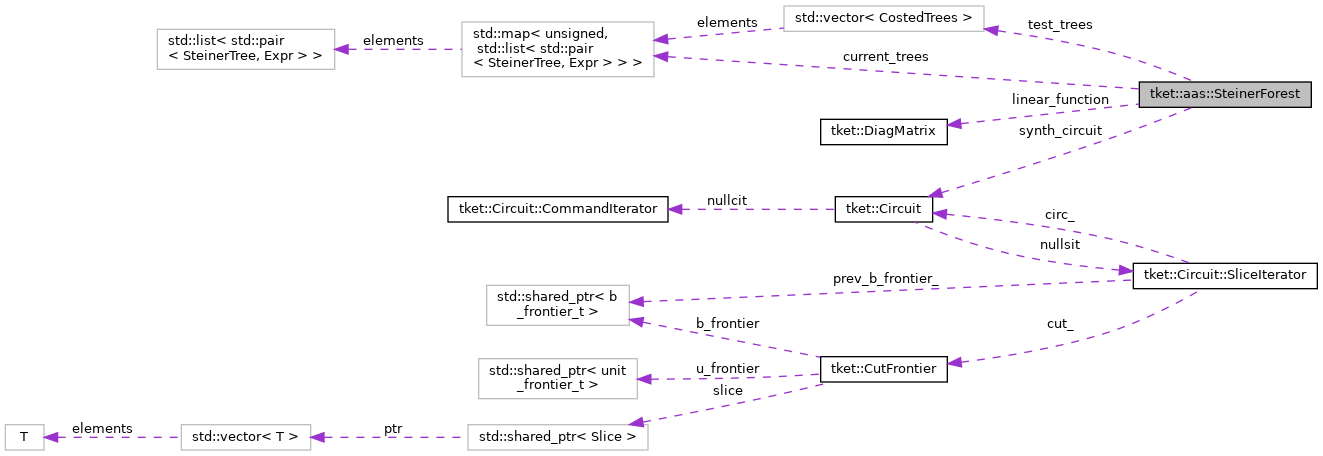 std::vector< CostedTrees >
elements
test_trees
std::map< unsigned,
std::list< std::pair
< SteinerTree, Expr > > >
std::list< std::pair
< SteinerTree, Expr > >
elements
current_trees
tket::aas::SteinerForest
linear_function
tket::DiagMatrix
synth_circuit
tket::Circuit::CommandIterator
nullcit
tket::Circuit
circ_
nullsit
tket::Circuit::SliceIterator
prev_b_frontier_
std::shared_ptr< b
_frontier_t >
b_frontier
cut_
std::shared_ptr< unit
_frontier_t >
u_frontier
tket::CutFrontier
slice
T
elements
std::vector< T >
ptr
std::shared_ptr< Slice >